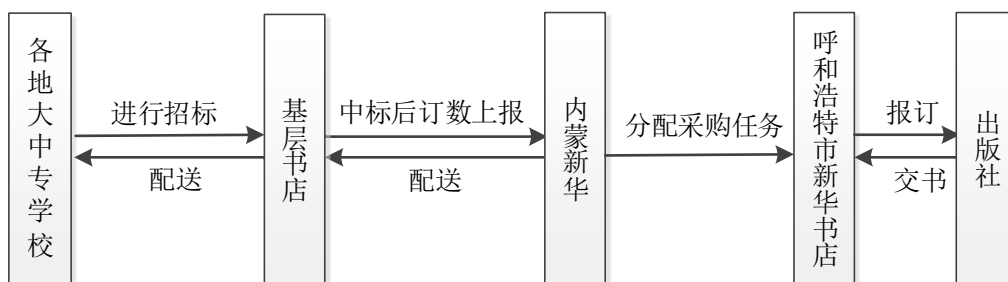 各地大中专学校
进行招标
配送
基层书店
中标后订数上报
配送
内蒙新华
分配采购任务
呼和浩特市新华书店
报订
交书
出版社